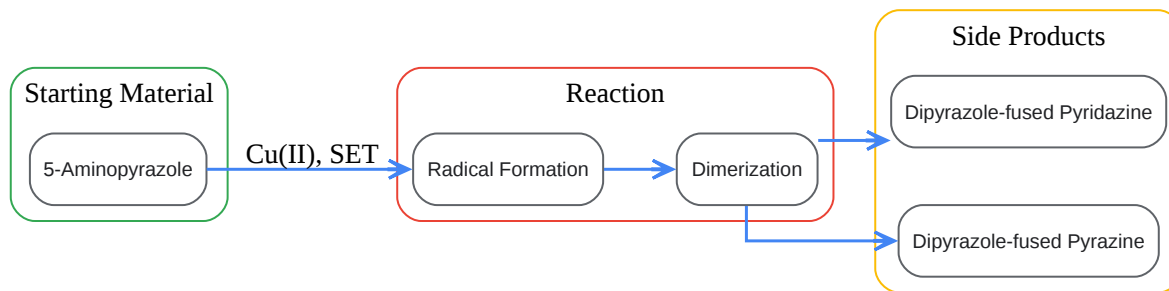 Starting Material
5-Aminopyrazole
Cu(II), SET
Reaction
Radical Formation
Dimerization
Side Products
Dipyrazole-fused Pyridazine
Dipyrazole-fused Pyrazine